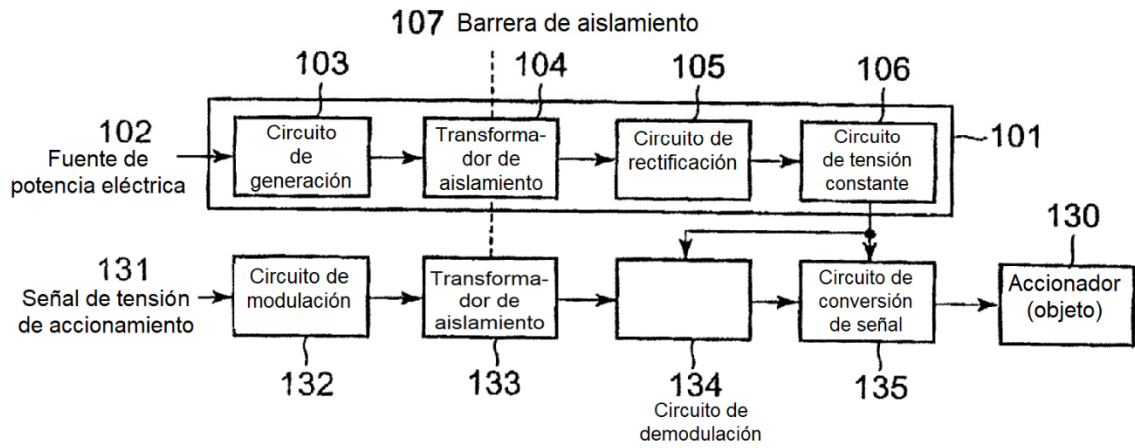 107 Barrera de aislamiento
103
104
105
106
102
Fuente de
potencia eléctrica
Circuito
de
generación
Transforma-
dor de
aislamiento
Circuito de
rectificación
Circuito
de tensión
constante
101
131
Señal de tensión
de accionamiento
Circuito de
modulación
Transforma-
dor de
aislamiento
Circuito de
conversión
de señal
130
Accionador
(objeto)
132
133
134
135
Circuito de
demodulación